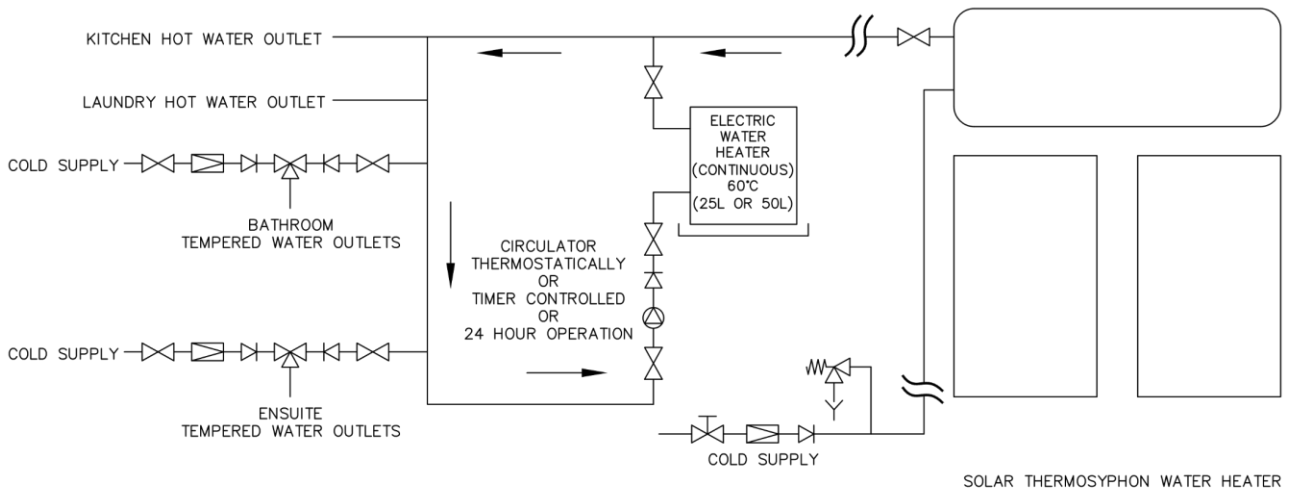 KITCHEN HOT WATER OUTLET
LAUNDRY HOT WATER OUTLET
COLD SUPPLY
BATHROOM
TEMPERED WATER OUTLETS
COLD SUPPLY
ENSUITE
TEMPERED WATER OUTLETS
CIRCULATOR
THERMOSTATICALLY
OR
TIMER CONTROLLED
OR
24 HOUR OPERATION
ELECTRIC
WATER
HEATER
(CONTINUOUS)
60°C
(25L OR 50L)
COLD SUPPLY
SOLAR THERMOSYPHON WATER HEATER